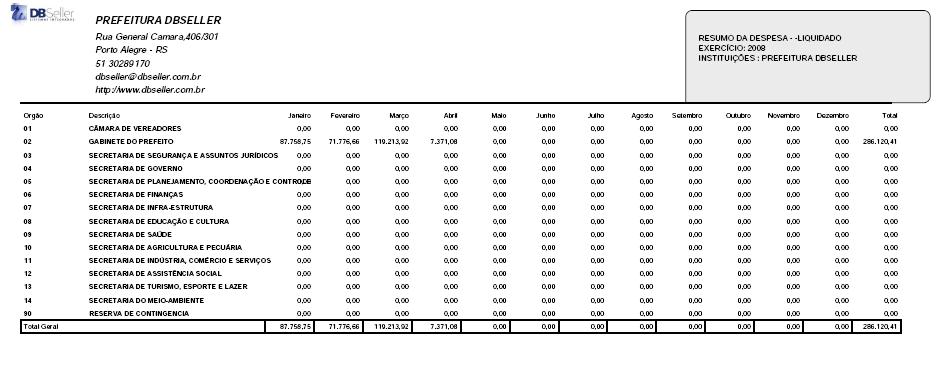 DBSeller
SISTEMAS INTEGRADOS
PREFEITURA DBSELLER
Rua General Camara,406/301
Porto Alegre - RS
51 30289170
dbseller@dbseller.com.br
http://www.dbseller.com.br
RESUMO DA DESPESA - -LIQUIDADO
EXERCÍCIO: 2008
INSTITUIÇÕES : PREFEITURA DBSELLER
Orgão Descrição Janeiro Fevereiro Março Abril Maio Junho Julho Agosto Setembro Outubro Novembro Dezembro Total
01 CÂMARA DE VEREADORES 0,00 0,00 0,00 0,00 0,00 0,00 0,00 0,00 0,00 0,00 0,00 0,00 0,00
02 GABINETE DO PREFEITO 87.758,75 71.776,66 119.213,92 7.371,08 0,00 0,00 0,00 0,00 0,00 0,00 0,00 0,00 286.120,41
03 SECRETARIA DE SEGURANÇA E ASSUNTOS JURÍDICOS 0,00 0,00 0,00 0,00 0,00 0,00 0,00 0,00 0,00 0,00 0,00 0,00 0,00
04 SECRETARIA DE GOVERNO 0,00 0,00 0,00 0,00 0,00 0,00 0,00 0,00 0,00 0,00 0,00 0,00 0,00
05 SECRETARIA DE PLANEJAMENTO, COORDENAÇÃO E CONTROLE 0,00 0,00 0,00 0,00 0,00 0,00 0,00 0,00 0,00 0,00 0,00 0,00
06 SECRETARIA DE FINANÇAS 0,00 0,00 0,00 0,00 0,00 0,00 0,00 0,00 0,00 0,00 0,00 0,00 0,00
07 SECRETARIA DE INFRA-ESTRUTURA 0,00 0,00 0,00 0,00 0,00 0,00 0,00 0,00 0,00 0,00 0,00 0,00 0,00
08 SECRETARIA DE EDUCAÇÃO E CULTURA 0,00 0,00 0,00 0,00 0,00 0,00 0,00 0,00 0,00 0,00 0,00 0,00 0,00
09 SECRETARIA DE SAÚDE 0,00 0,00 0,00 0,00 0,00 0,00 0,00 0,00 0,00 0,00 0,00 0,00 0,00
10 SECRETARIA DE AGRICULTURA E PECUÁRIA 0,00 0,00 0,00 0,00 0,00 0,00 0,00 0,00 0,00 0,00 0,00 0,00 0,00
11 SECRETARIA DE INDÚSTRIA, COMÉRCIO E SERVIÇOS 0,00 0,00 0,00 0,00 0,00 0,00 0,00 0,00 0,00 0,00 0,00 0,00 0,00
12 SECRETARIA DE ASSISTÊNCIA SOCIAL 0,00 0,00 0,00 0,00 0,00 0,00 0,00 0,00 0,00 0,00 0,00 0,00 0,00
13 SECRETARIA DE TURISMO, ESPORTE E LAZER 0,00 0,00 0,00 0,00 0,00 0,00 0,00 0,00 0,00 0,00 0,00 0,00 0,00
14 SECRETARIA DO MEIO-AMBIENTE 0,00 0,00 0,00 0,00 0,00 0,00 0,00 0,00 0,00 0,00 0,00 0,00 0,00
90 RESERVA DE CONTINGENCIA 0,00 0,00 0,00 0,00 0,00 0,00 0,00 0,00 0,00 0,00 0,00 0,00 0,00
Total Geral 87.758,75 71.776,66 119.213,92 7.371,08 0,00 0,00 0,00 0,00 0,00 0,00 0,00 0,00 286.120,41